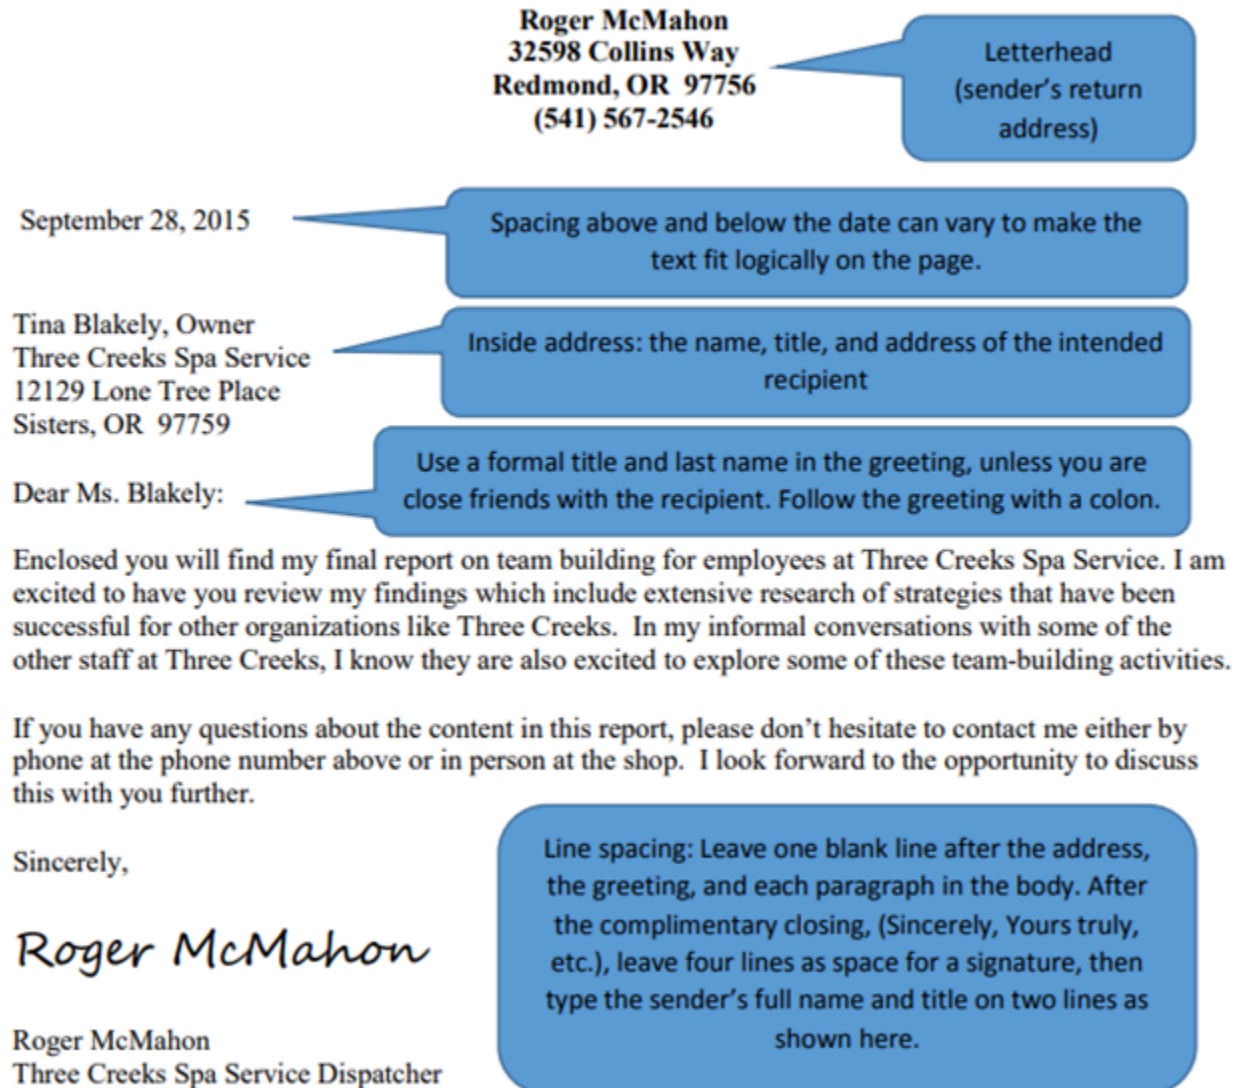 Roger McMahon
32598 Collins Way
Redmond, OR  97756
(541) 567-2546
Letterhead
(sender's return
address)
September 28, 2015
Spacing above and below the date can vary to make the
text fit logically on the page.
Tina Blakely, Owner
Three Creeks Spa Service
12129 Lone Tree Place
Sisters, OR  97759
Inside address: the name, title, and address of the intended
recipient
Dear Ms. Blakely:
Use a formal title and last name in the greeting, unless you are
close friends with the recipient. Follow the greeting with a colon.
Enclosed you will find my final report on team building for employees at Three Creeks Spa Service. I am
excited to have you review my findings which include extensive research of strategies that have been
successful for other organizations like Three Creeks.  In my informal conversations with some of the
other staff at Three Creeks, I know they are also excited to explore some of these team-building activities.
If you have any questions about the content in this report, please don't hesitate to contact me either by
phone at the phone number above or in person at the shop.  I look forward to the opportunity to discuss
this with you further.
Sincerely,
Roger McMahon
Roger McMahon
Three Creeks Spa Service Dispatcher
Line spacing: Leave one blank line after the address,
the greeting, and each paragraph in the body. After
the complimentary closing, (Sincerely, Yours truly,
etc.), leave four lines as space for a signature, then
type the sender's full name and title on two lines as
shown here.